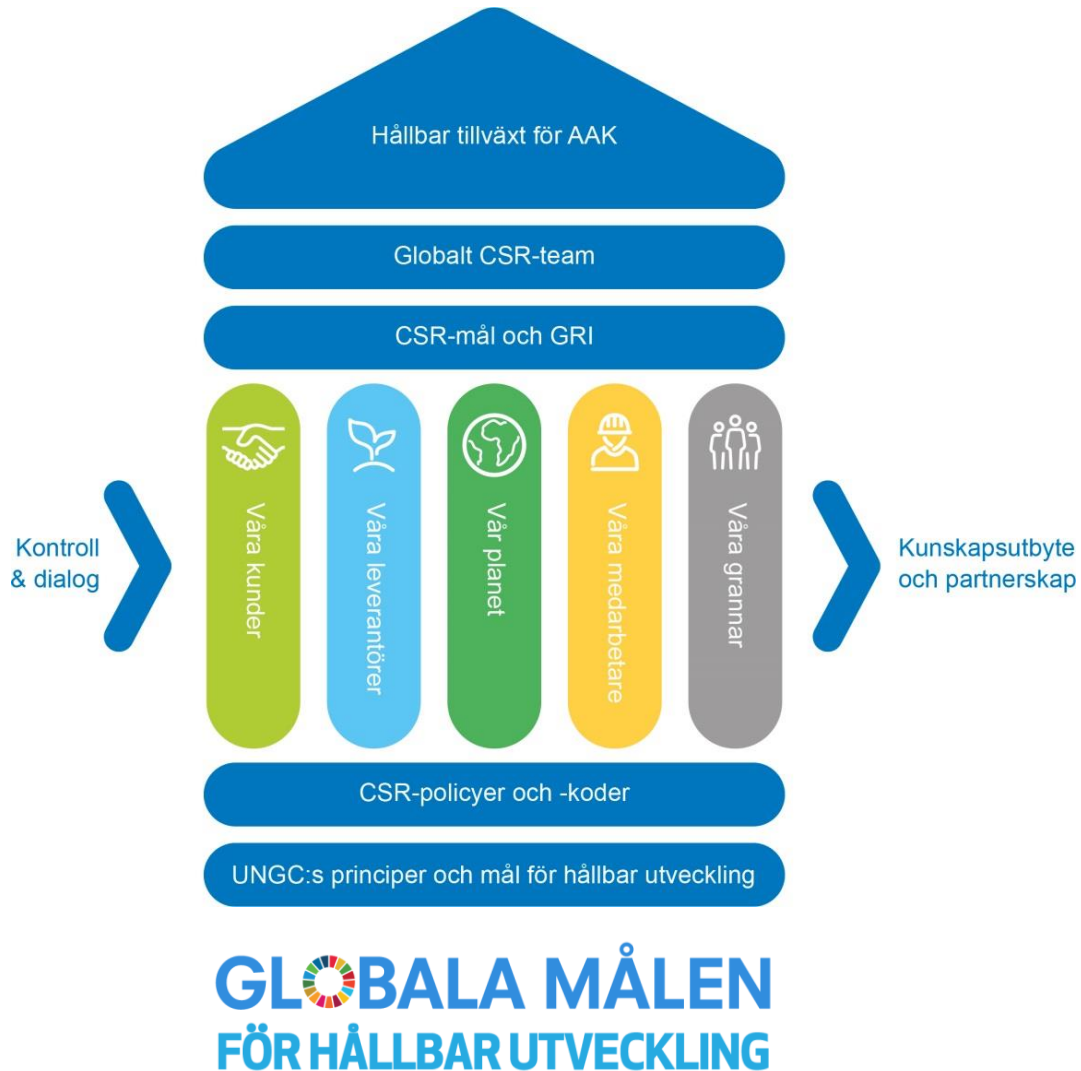 Hållbar tillväxt för AAK
Globalt CSR-team
CSR-mål och GRI
Kontroll
& dialog
Våra kunder
Våra leverantörer
Vår planet
Våra medarbetare
Våra grannar
Kunskapsutbyte
och partnerskap
CSR-policyer och -koder
UNGC:s principer och mål för hållbar utveckling
GLOBALA MÅLEN
FÖR HÅLLBAR UTVECKLING